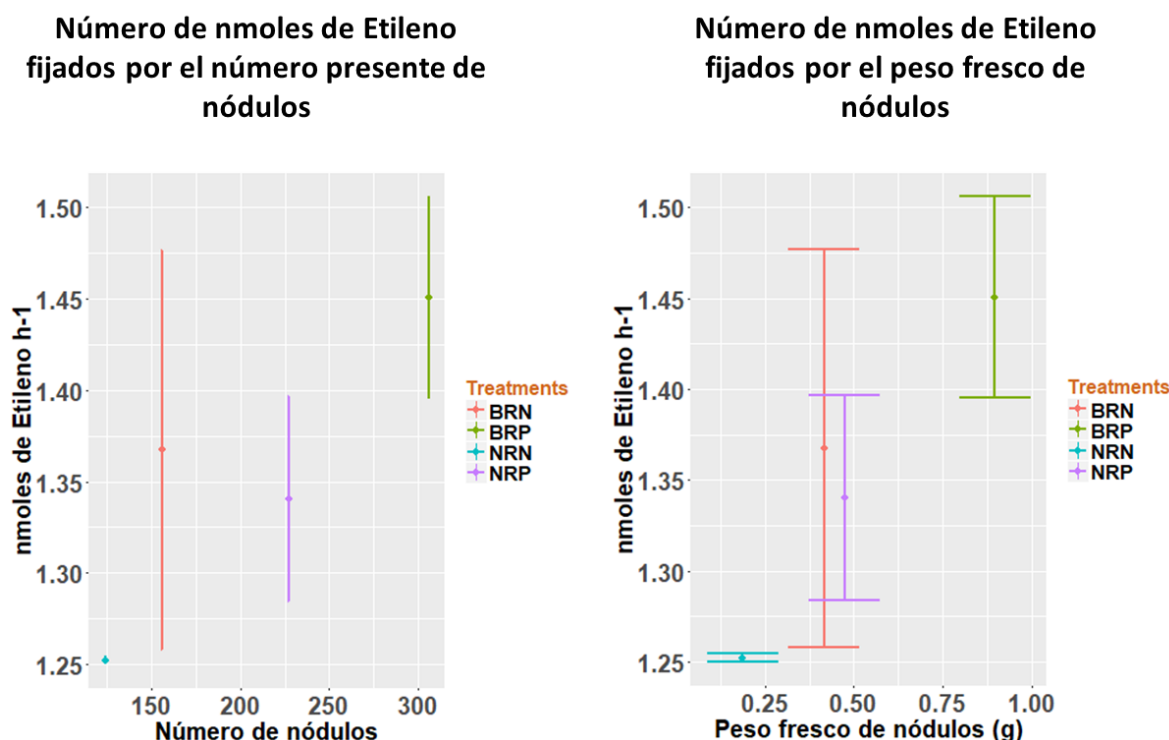 Número de nmoles de Etileno
fijados por el número presente de
nódulos
nmoles de Etileno h-1
1.50
1.45
1.40
1.35
1.30
1.25
150
200
250
300
Número de nódulos
Treatments
BRN
BRP
NRN
NRP
Número de nmoles de Etileno
fijados por el peso fresco de
nódulos
nmoles de Etileno h-1
1.50
1.45
1.40
1.35
1.30
1.25
0.25
0.50
0.75
1.00
Peso fresco de nódulos (g)
Treatments
BRN
BRP
NRN
NRP